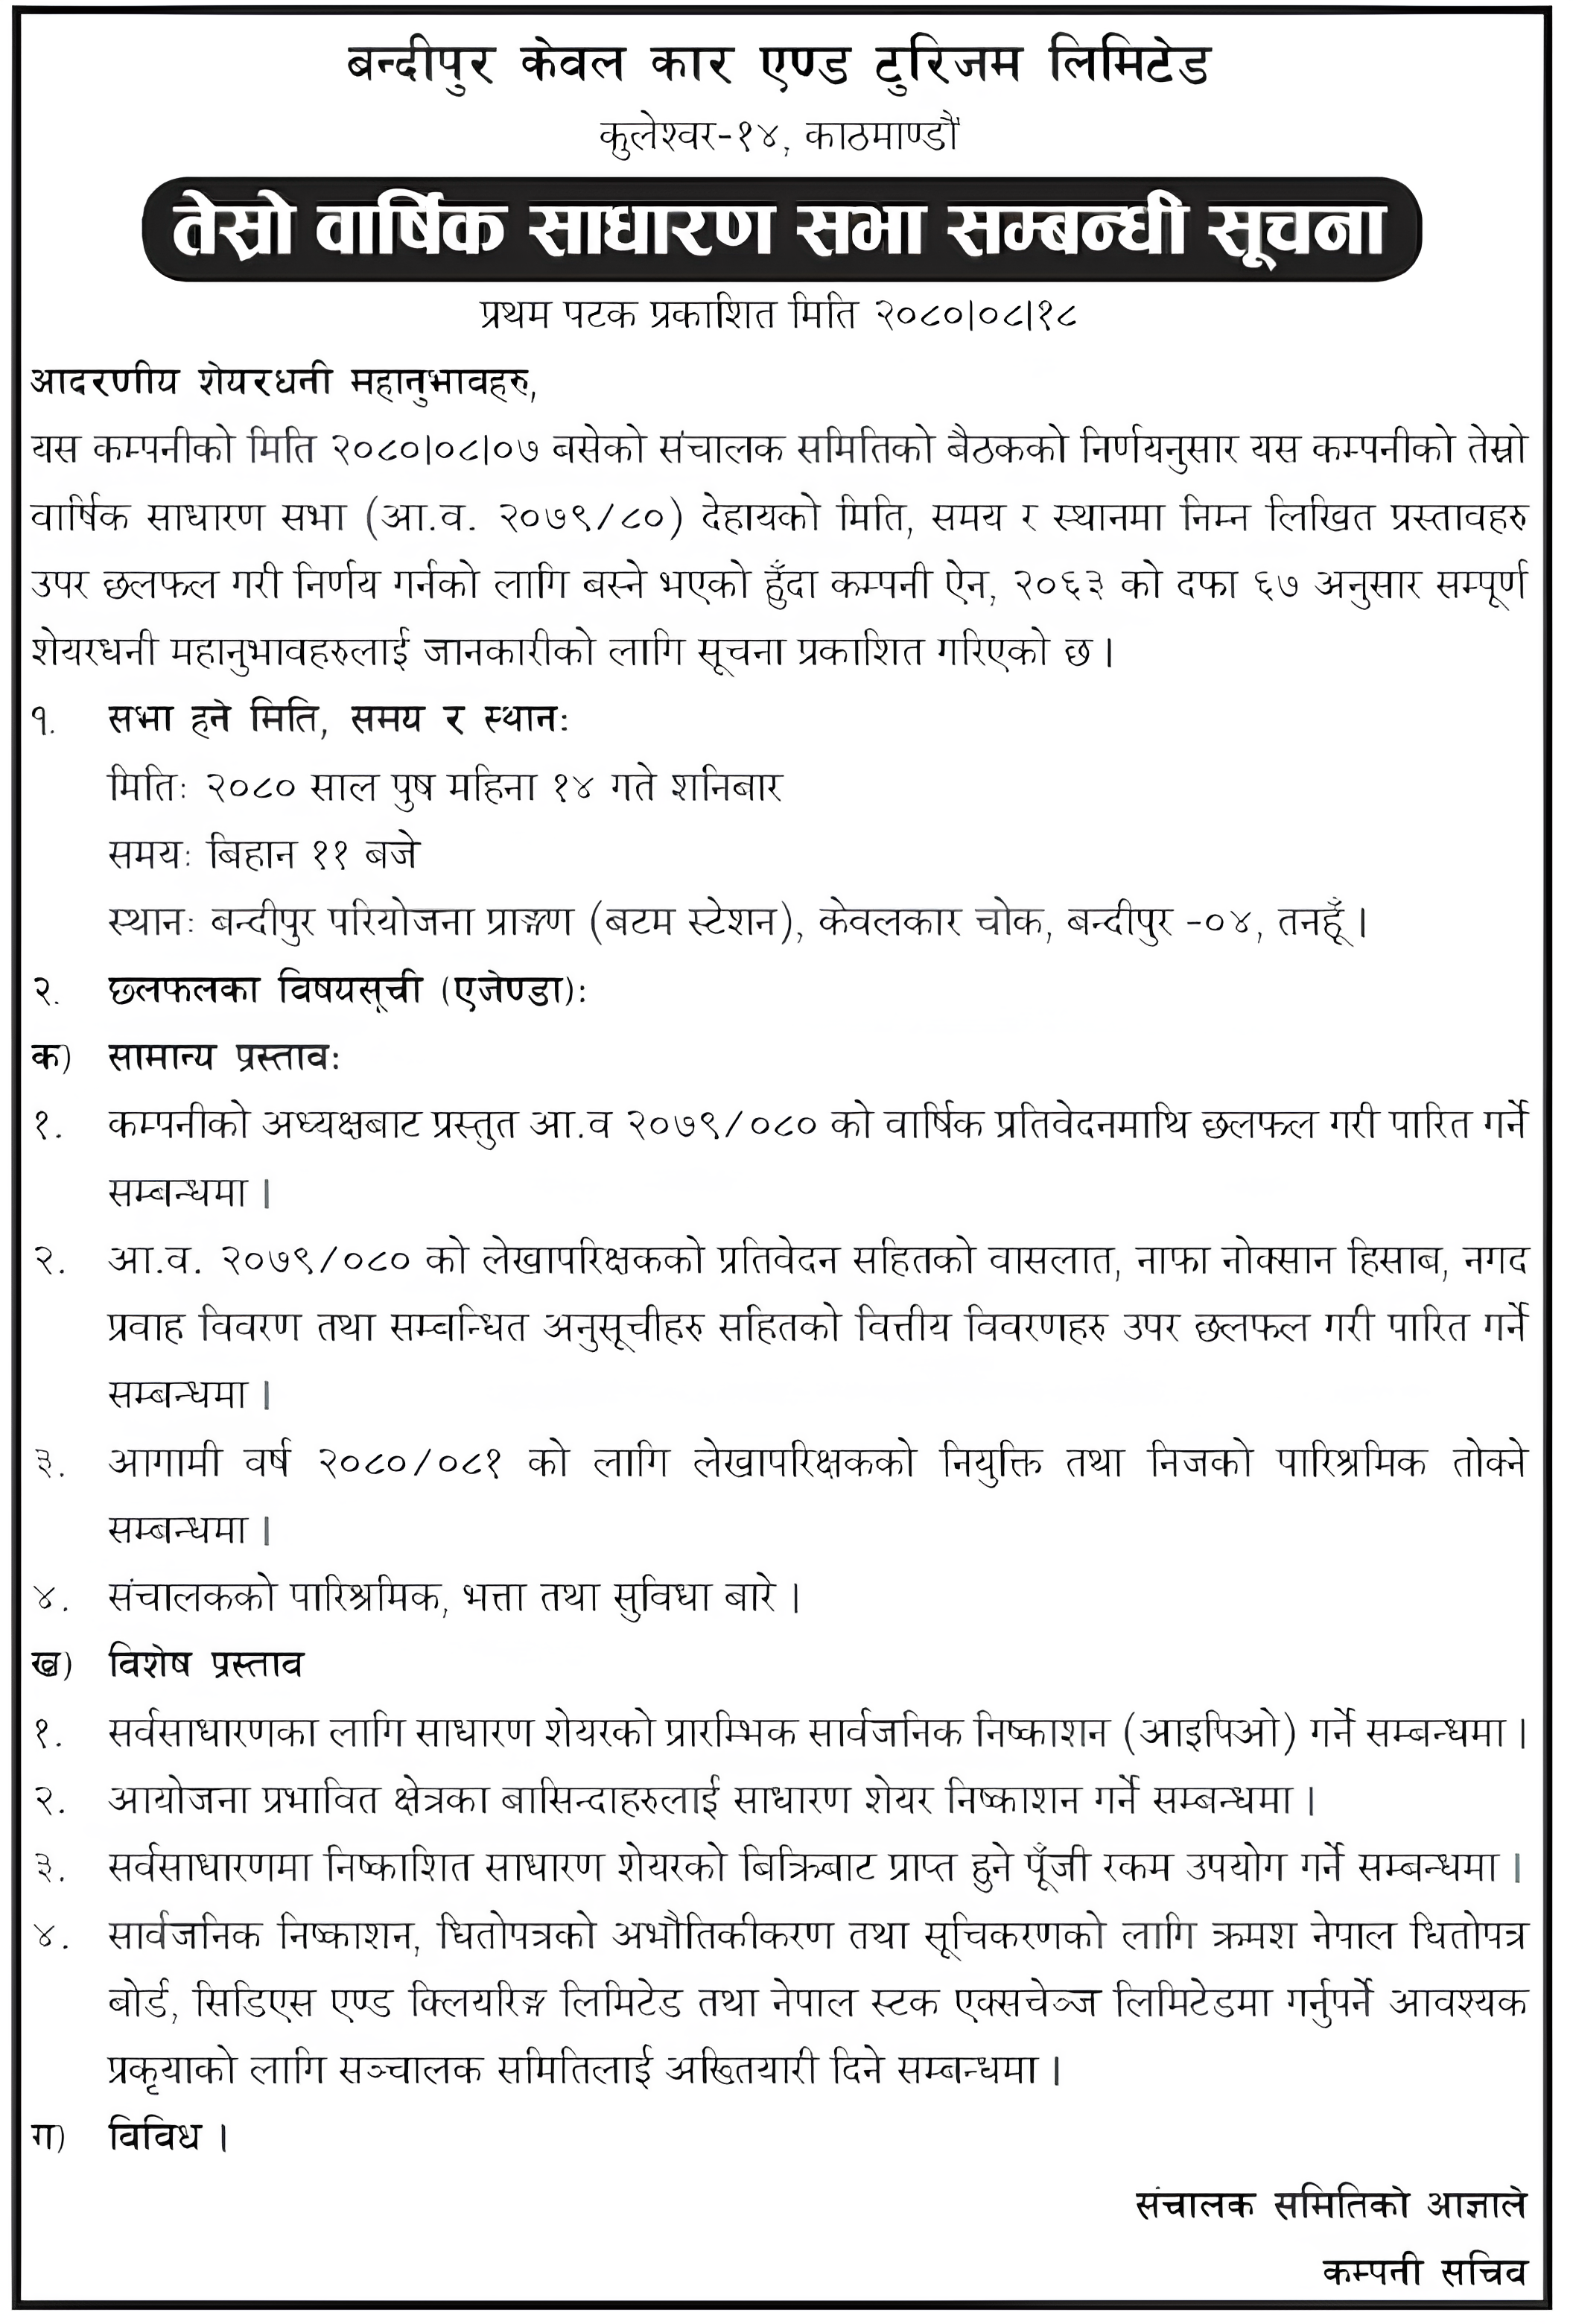 बन्दीपुर केवल कार एण्ड टुरिजम लिमिटेड
कुलेश्वर-१४, काठमाण्डौं
तेस्रो वार्षिक साधारण सभा सम्बन्धी सूचना
प्रथम पटक प्रकाशित मिति २०८०|०८|१८
आदरणीय शेयरधनी महानुभावहरु,
यस कम्पनीको मिति २०८०|०८|०७ बसेको संचालक समितिको बैठकको निर्णयनुसार यस कम्पनीको तेस्रो
वार्षिक साधारण सभा (आ.व. २०७९/८०) देहायको मिति, समय र स्थानमा निम्न लिखित प्रस्तावहरु
उपर छलफल गरी निर्णय गर्नको लागि बस्ने भएको हुँदा कम्पनी ऐन, २०६३ को दफा ६७ अनुसार सम्पूर्ण
शेयरधनी महानुभावहरुलाई जानकारीको लागि सूचना प्रकाशित गरिएको छ ।
१. सभा हुने मिति, समय र स्थानः
मितिः २०८० साल पुष महिना १४ गते शनिबार
समयः बिहान ११ बजे
स्थानः बन्दीपुर परियोजना प्राङ्गण (बटम स्टेशन), केवलकार चोक, बन्दीपुर -०४, तनहूँ ।
२. छलफलका विषयसूची (एजेण्डा):
क) सामान्य प्रस्तावः
१. कम्पनीको अध्यक्षबाट प्रस्तुत आ.व २०७९/०८० को वार्षिक प्रतिवेदनमाथि छलफल गरी पारित गर्ने
सम्बन्धमा ।
२. आ.व. २०७९/०८० को लेखापरिक्षकको प्रतिवेदन सहितको वासलात, नाफा नोक्सान हिसाब, नगद
प्रवाह विवरण तथा सम्बन्धित अनुसूचीहरु सहितको वित्तीय विवरणहरु उपर छलफल गरी पारित गर्ने
सम्बन्धमा ।
३. आगामी वर्ष २०८०/०८१ को लागि लेखापरिक्षकको नियुक्ति तथा निजको पारिश्रमिक तोक्ने
सम्बन्धमा ।
४. संचालकको पारिश्रमिक, भत्ता तथा सुविधा बारे ।
ख) विशेष प्रस्ताव
१. सर्वसाधारणका लागि साधारण शेयरको प्रारम्भिक सार्वजनिक निष्काशन (आइपिओ) गर्ने सम्बन्धमा ।
२. आयोजना प्रभावित क्षेत्रका बासिन्दाहरुलाई साधारण शेयर निष्काशन गर्ने सम्बन्धमा ।
३. सर्वसाधारणमा निष्काशित साधारण शेयरको बिक्रिबाट प्राप्त हुने पूँजी रकम उपयोग गर्ने सम्बन्धमा ।
४. सार्वजनिक निष्काशन, धितोपत्रको अभौतिकीकरण तथा सूचिकरणको लागि क्रमश नेपाल धितोपत्र
बोर्ड, सिडिएस एण्ड क्लियरिङ्ग लिमिटेड तथा नेपाल स्टक एक्सचेञ्ज लिमिटेडमा गर्नुपर्ने आवश्यक
प्रकृयाको लागि सञ्चालक समितिलाई अख्तियारी दिने सम्बन्धमा ।
ग) विविध ।
संचालक समितिको आज्ञाले
कम्पनी सचिव